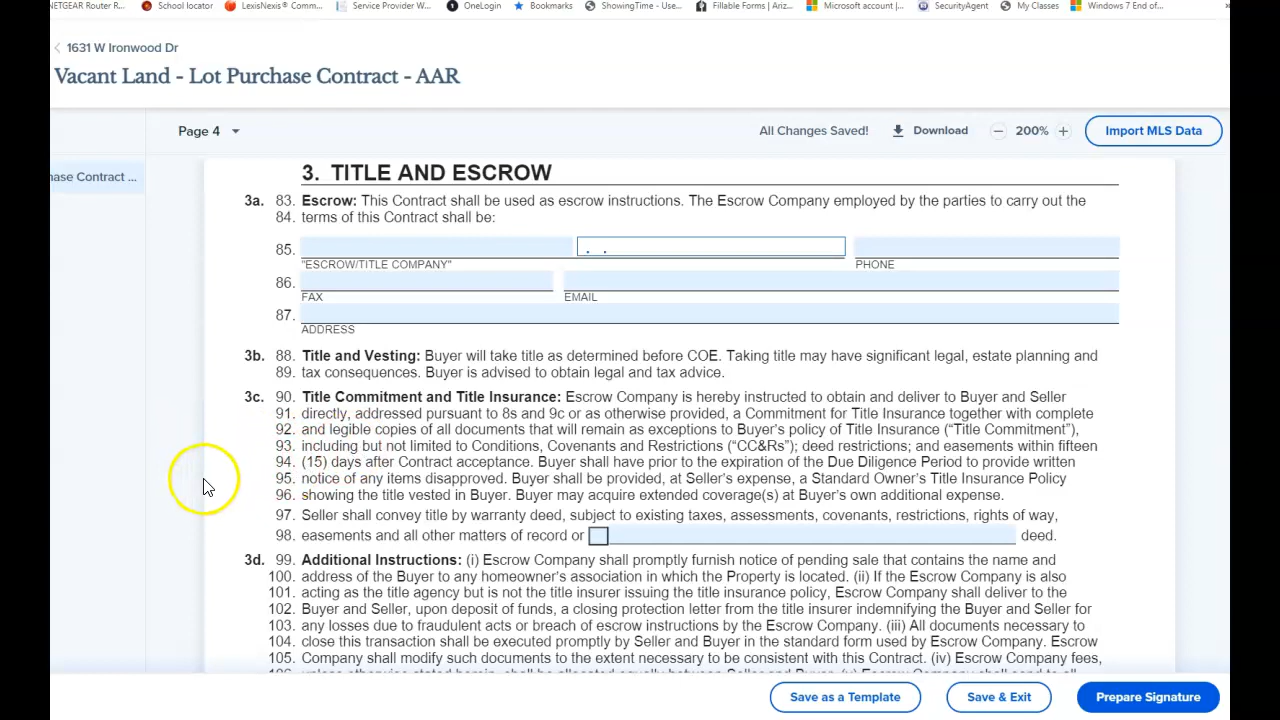 NETGEAR Router R... School locator LexisNexis® Comm... Service Provider W... OneLogin Bookmarks ShowingTime - Use... Fillable Forms | Ariz... Microsoft account |... SecurityAgent My Classes Windows 7 End of... »
1631 W Ironwood Dr
Vacant Land - Lot Purchase Contract - AAR
Page 4 All Changes Saved! Download 200% Import MLS Data
hase Contract ...
3. TITLE AND ESCROW
3a. 83. Escrow: This Contract shall be used as escrow instructions. The Escrow Company employed by the parties to carry out the
84. terms of this Contract shall be:
85. . .
"ESCROW/TITLE COMPANY" PHONE
86.
FAX EMAIL
87.
ADDRESS
3b. 88. Title and Vesting: Buyer will take title as determined before COE. Taking title may have significant legal, estate planning and
89. tax consequences. Buyer is advised to obtain legal and tax advice.
3c. 90. Title Commitment and Title Insurance: Escrow Company is hereby instructed to obtain and deliver to Buyer and Seller
91. directly, addressed pursuant to 8s and 9c or as otherwise provided, a Commitment for Title Insurance together with complete
92. and legible copies of all documents that will remain as exceptions to Buyer's policy of Title Insurance (“Title Commitment”),
93. including but not limited to Conditions, Covenants and Restrictions (“CC&Rs”); deed restrictions; and easements within fifteen
94. (15) days after Contract acceptance. Buyer shall have prior to the expiration of the Due Diligence Period to provide written
95. notice of any items disapproved. Buyer shall be provided, at Seller's expense, a Standard Owner's Title Insurance Policy
96. showing the title vested in Buyer. Buyer may acquire extended coverage(s) at Buyer's own additional expense.
97. Seller shall convey title by warranty deed, subject to existing taxes, assessments, covenants, restrictions, rights of way,
98. easements and all other matters of record or deed.
3d. 99. Additional Instructions: (i) Escrow Company shall promptly furnish notice of pending sale that contains the name and
100. address of the Buyer to any homeowner's association in which the Property is located. (ii) If the Escrow Company is also
101. acting as the title agency but is not the title insurer issuing the title insurance policy, Escrow Company shall deliver to the
102. Buyer and Seller, upon deposit of funds, a closing protection letter from the title insurer indemnifying the Buyer and Seller for
103. any losses due to fraudulent acts or breach of escrow instructions by the Escrow Company. (iii) All documents necessary to
104. close this transaction shall be executed promptly by Seller and Buyer in the standard form used by Escrow Company. Escrow
105. Company shall modify such documents to the extent necessary to be consistent with this Contract. (iv) Escrow Company fees,
Save as a Template Save & Exit Prepare Signature